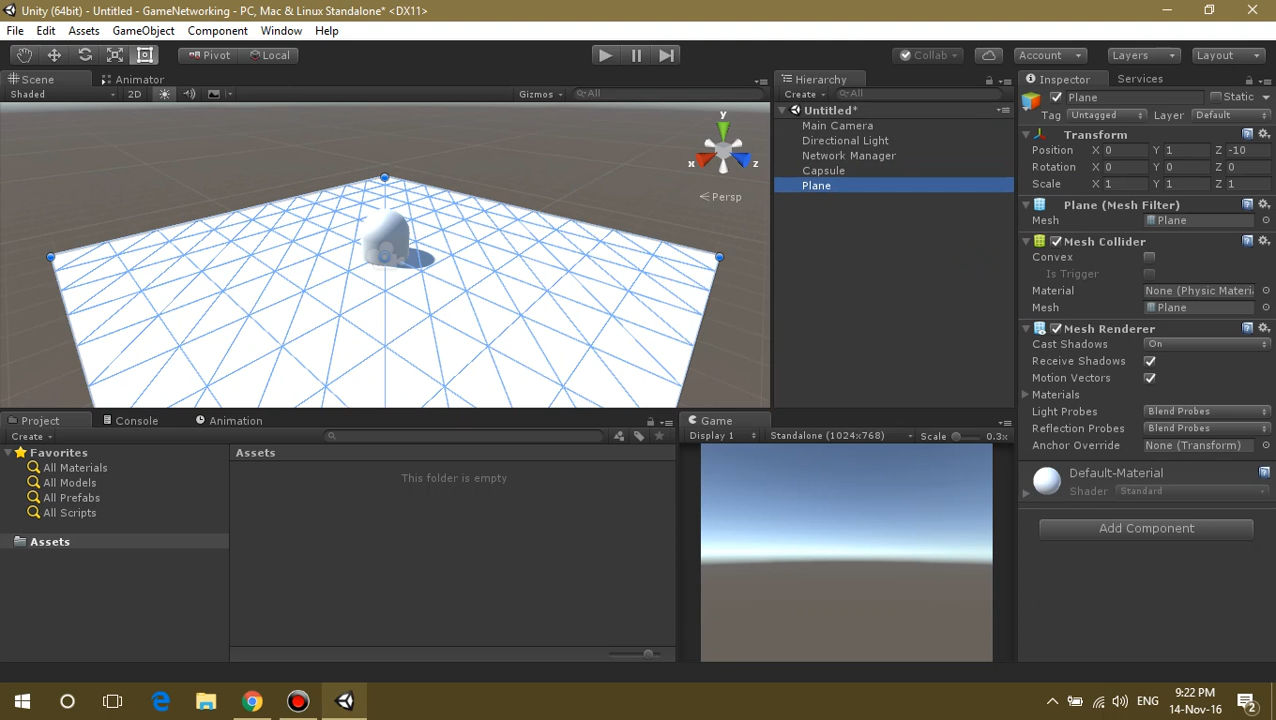 Unity (64bit) - Untitled - GameNetworking - PC, Mac & Linux Standalone* <DX11>
File Edit Assets GameObject Component Window Help
Pivot Local Collab Account Layers Layout
Scene Animator
Shaded 2D Gizmos All
y
x
z
Persp
Hierarchy
Create All
Untitled*
Main Camera
Directional Light
Network Manager
Capsule
Plane
Inspector Services
Plane Static
Tag Untagged Layer Default
Transform
Position X 0 Y 1 Z -10
Rotation X 0 Y 0 Z 0
Scale X 1 Y 1 Z 1
Plane (Mesh Filter)
Mesh Plane
Mesh Collider
Convex
Is Trigger
Material None (Physic Materi
Mesh Plane
Mesh Renderer
Cast Shadows On
Receive Shadows
Motion Vectors
Materials
Light Probes Blend Probes
Reflection Probes Blend Probes
Anchor Override None (Transform)
Default-Material
Shader Standard
Add Component
Project Console Animation
Create
Favorites
All Materials
All Models
All Prefabs
All Scripts
Assets
Assets
This folder is empty
Game
Display 1 Standalone (1024x768) Scale 0.3x
ENG
9:22 PM
14-Nov-16
2